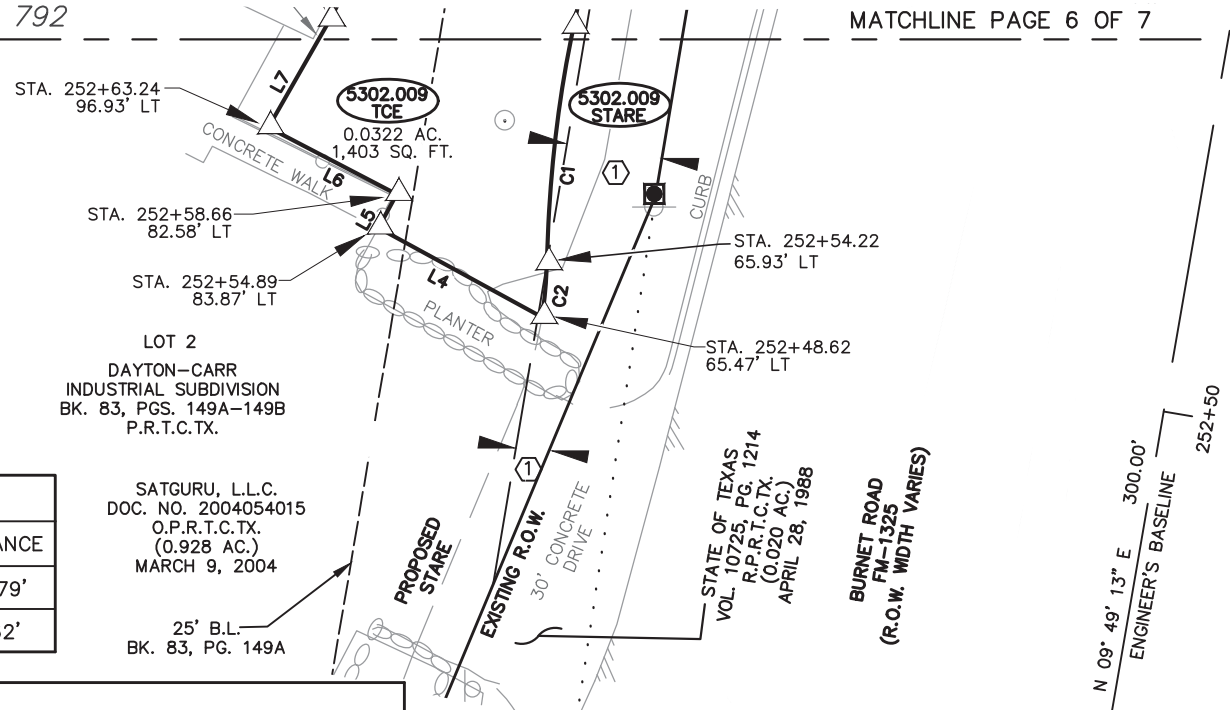 792
MATCHLINE PAGE 6 OF 7
STA. 252+63.24
96.93' LT
L7
5302.009
TCE
0.0322 AC.
1,403 SQ. FT.
5302.009
STARE
CONCRETE WALK
L6
C1
1
CURB
STA. 252+58.66
82.58' LT
L5
STA. 252+54.22
65.93' LT
STA. 252+54.89
83.87' LT
L4
C2
PLANTER
STA. 252+48.62
65.47' LT
LOT 2
DAYTON-CARR
INDUSTRIAL SUBDIVISION
BK. 83, PGS. 149A-149B
P.R.T.C.TX.
252+50
1
SATGURU, L.L.C.
DOC. NO. 2004054015
O.P.R.T.C.TX.
(0.928 AC.)
MARCH 9, 2004
ANCE
79'
2'
PROPOSED
STARE
EXISTING R.O.W.
30' CONCRETE
DRIVE
STATE OF TEXAS
VOL. 10725, PG. 1214
R.P.R.T.C.TX.
(0.020 AC.)
APRIL 28, 1988
BURNET ROAD
FM-1325
(R.O.W. WIDTH VARIES)
N 09° 49' 13" E 300.00'
ENGINEER'S BASELINE
25' B.L.
BK. 83, PG. 149A